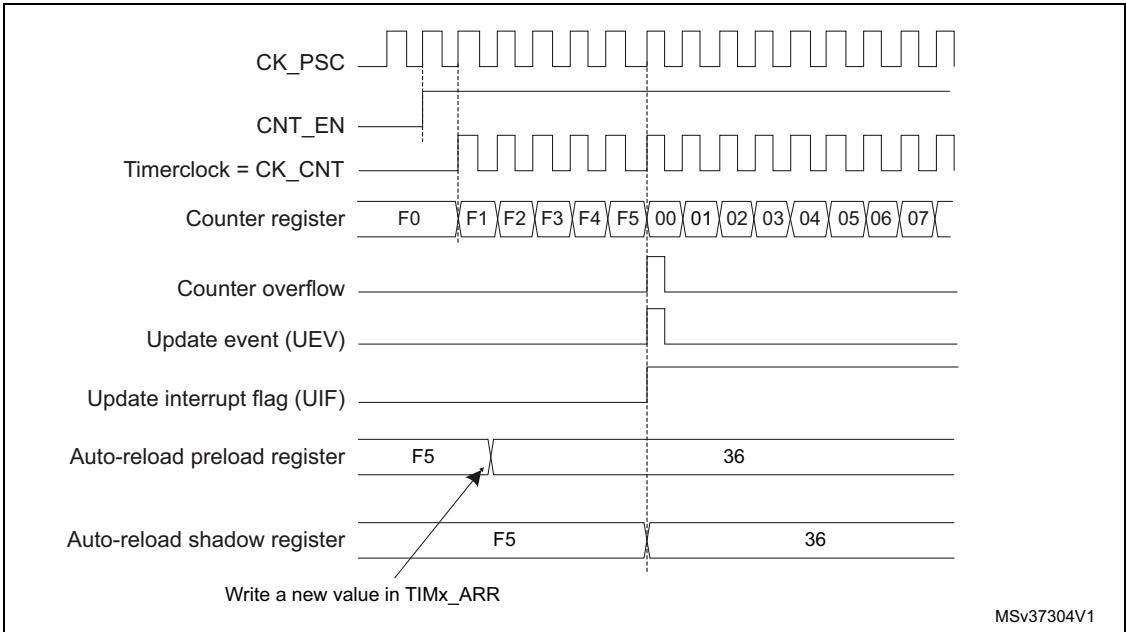 CK_PSC
CNT_EN
Timerclock = CK_CNT
Counter register F0 F1 F2 F3 F4 F5 00 01 02 03 04 05 06 07
Counter overflow
Update event (UEV)
Update interrupt flag (UIF)
Auto-reload preload register F5 36
Auto-reload shadow register F5 36
Write a new value in TIMx_ARR
MSv37304V1